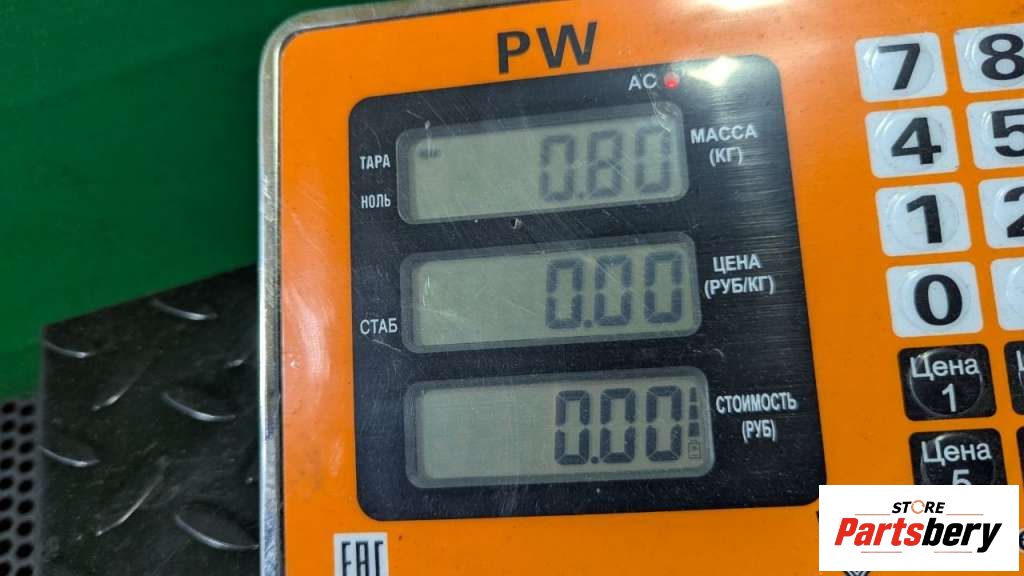 PW
AC
ТАРА
НОЛЬ
0.80
МАССА
(КГ)
0.00
ЦЕНА
(РУБ/КГ)
СТАБ
0.00
СТОИМОСТЬ
(РУБ)
7 8
4 5
1 2
0
Цена
1
Цена
5
EAC
STORE
Partsbery